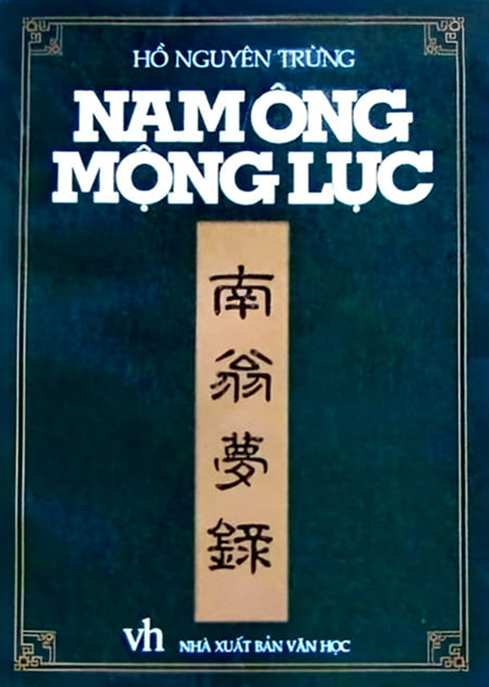 HỒ NGUYÊN TRỪNG
NAM ÔNG
MỘNG LỤC
南
翁
夢
錄
vh NHÀ XUẤT BẢN VĂN HỌC